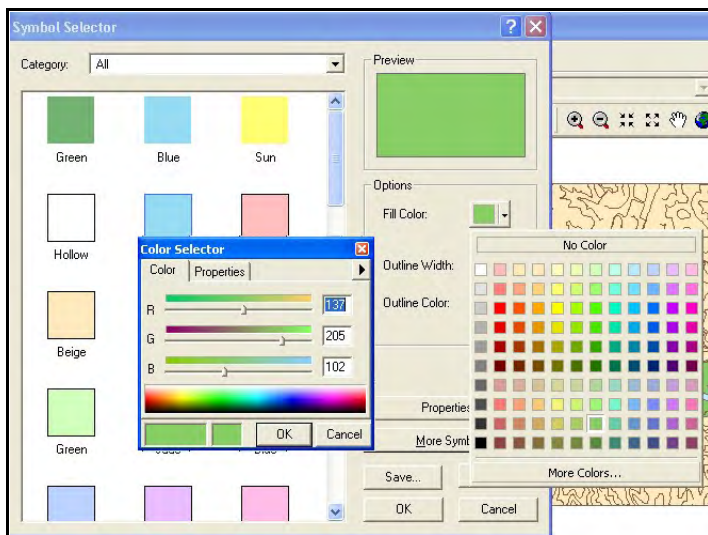 Symbol Selector
Category:
All
Preview
Green
Blue
Sun
Options
Fill Color:
Hollow
No Color
Color Selector
Color
Properties
Outline Width:
Outline Color:
R
137
G
205
B
102
Beige
OK
Cancel
Green
Properties
More Symb
More Colors...
Save...
OK
Cancel